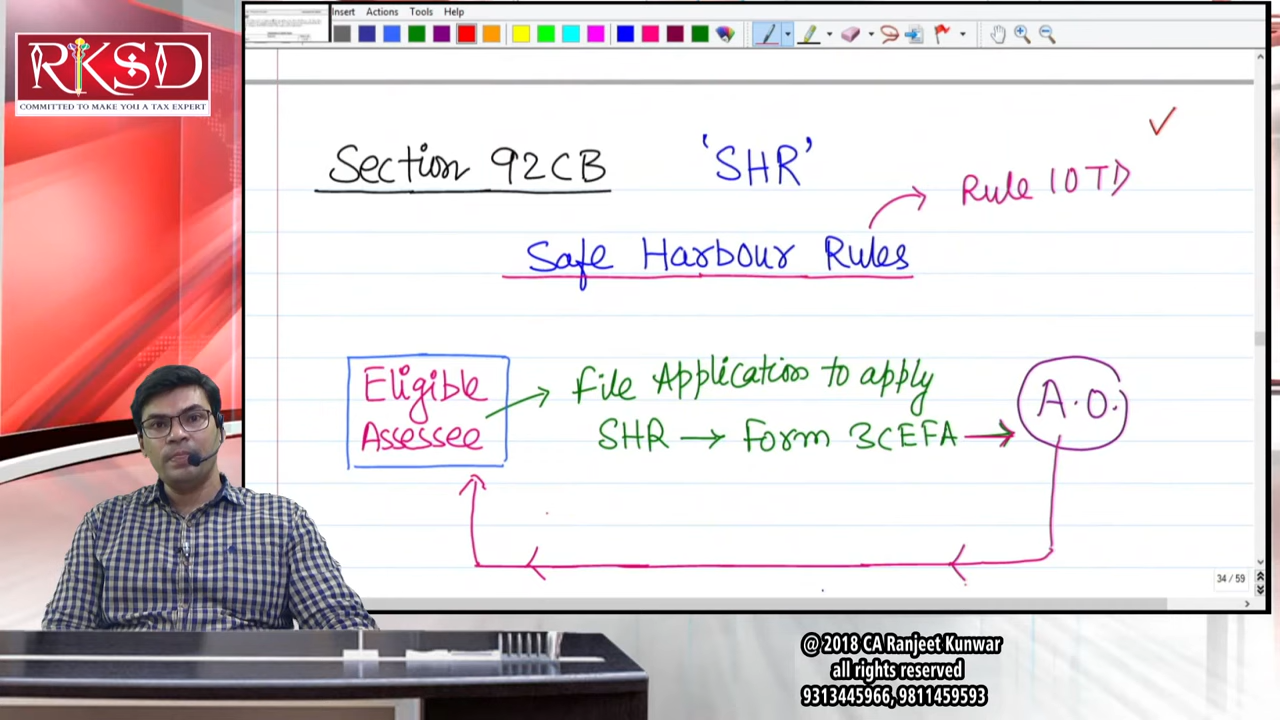 Insert Actions Tools Help
RKSD
COMMITTED TO MAKE YOU A TAX EXPERT
Section 92CB 'SHR'
Rule 10TD
Safe Harbour Rules
Eligible
Assessee
File Application to apply
SHR → Form 3CEFA →
A.O.
34 / 59
@ 2018 CA Ranjeet Kunwar
all rights reserved
9313445966, 9811459593